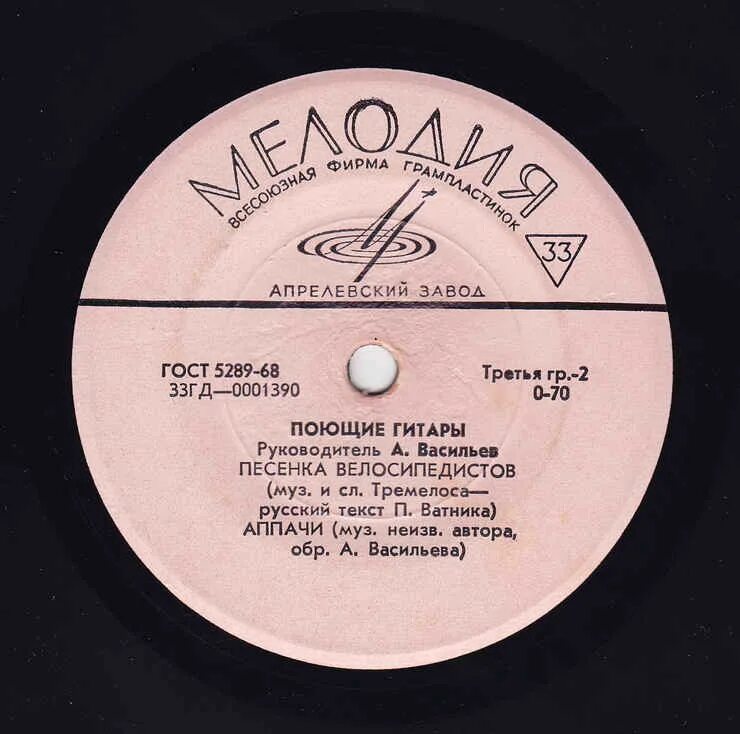 МЕЛОДИЯ
ВСЕСОЮЗНАЯ ФИРМА ГРАМПЛАСТИНОК
33
АПРЕЛЕВСКИЙ ЗАВОД
ГОСТ 5289-68
33ГД—0001390
Третья гр.-2
0-70
ПОЮЩИЕ ГИТАРЫ
Руководитель А. Васильев
ПЕСЕНКА ВЕЛОСИПЕДИСТОВ
(муз. и сл. Тремелоса—
русский текст П. Ватника)
АППАЧИ (муз. неизв. автора,
обр. А. Васильева)